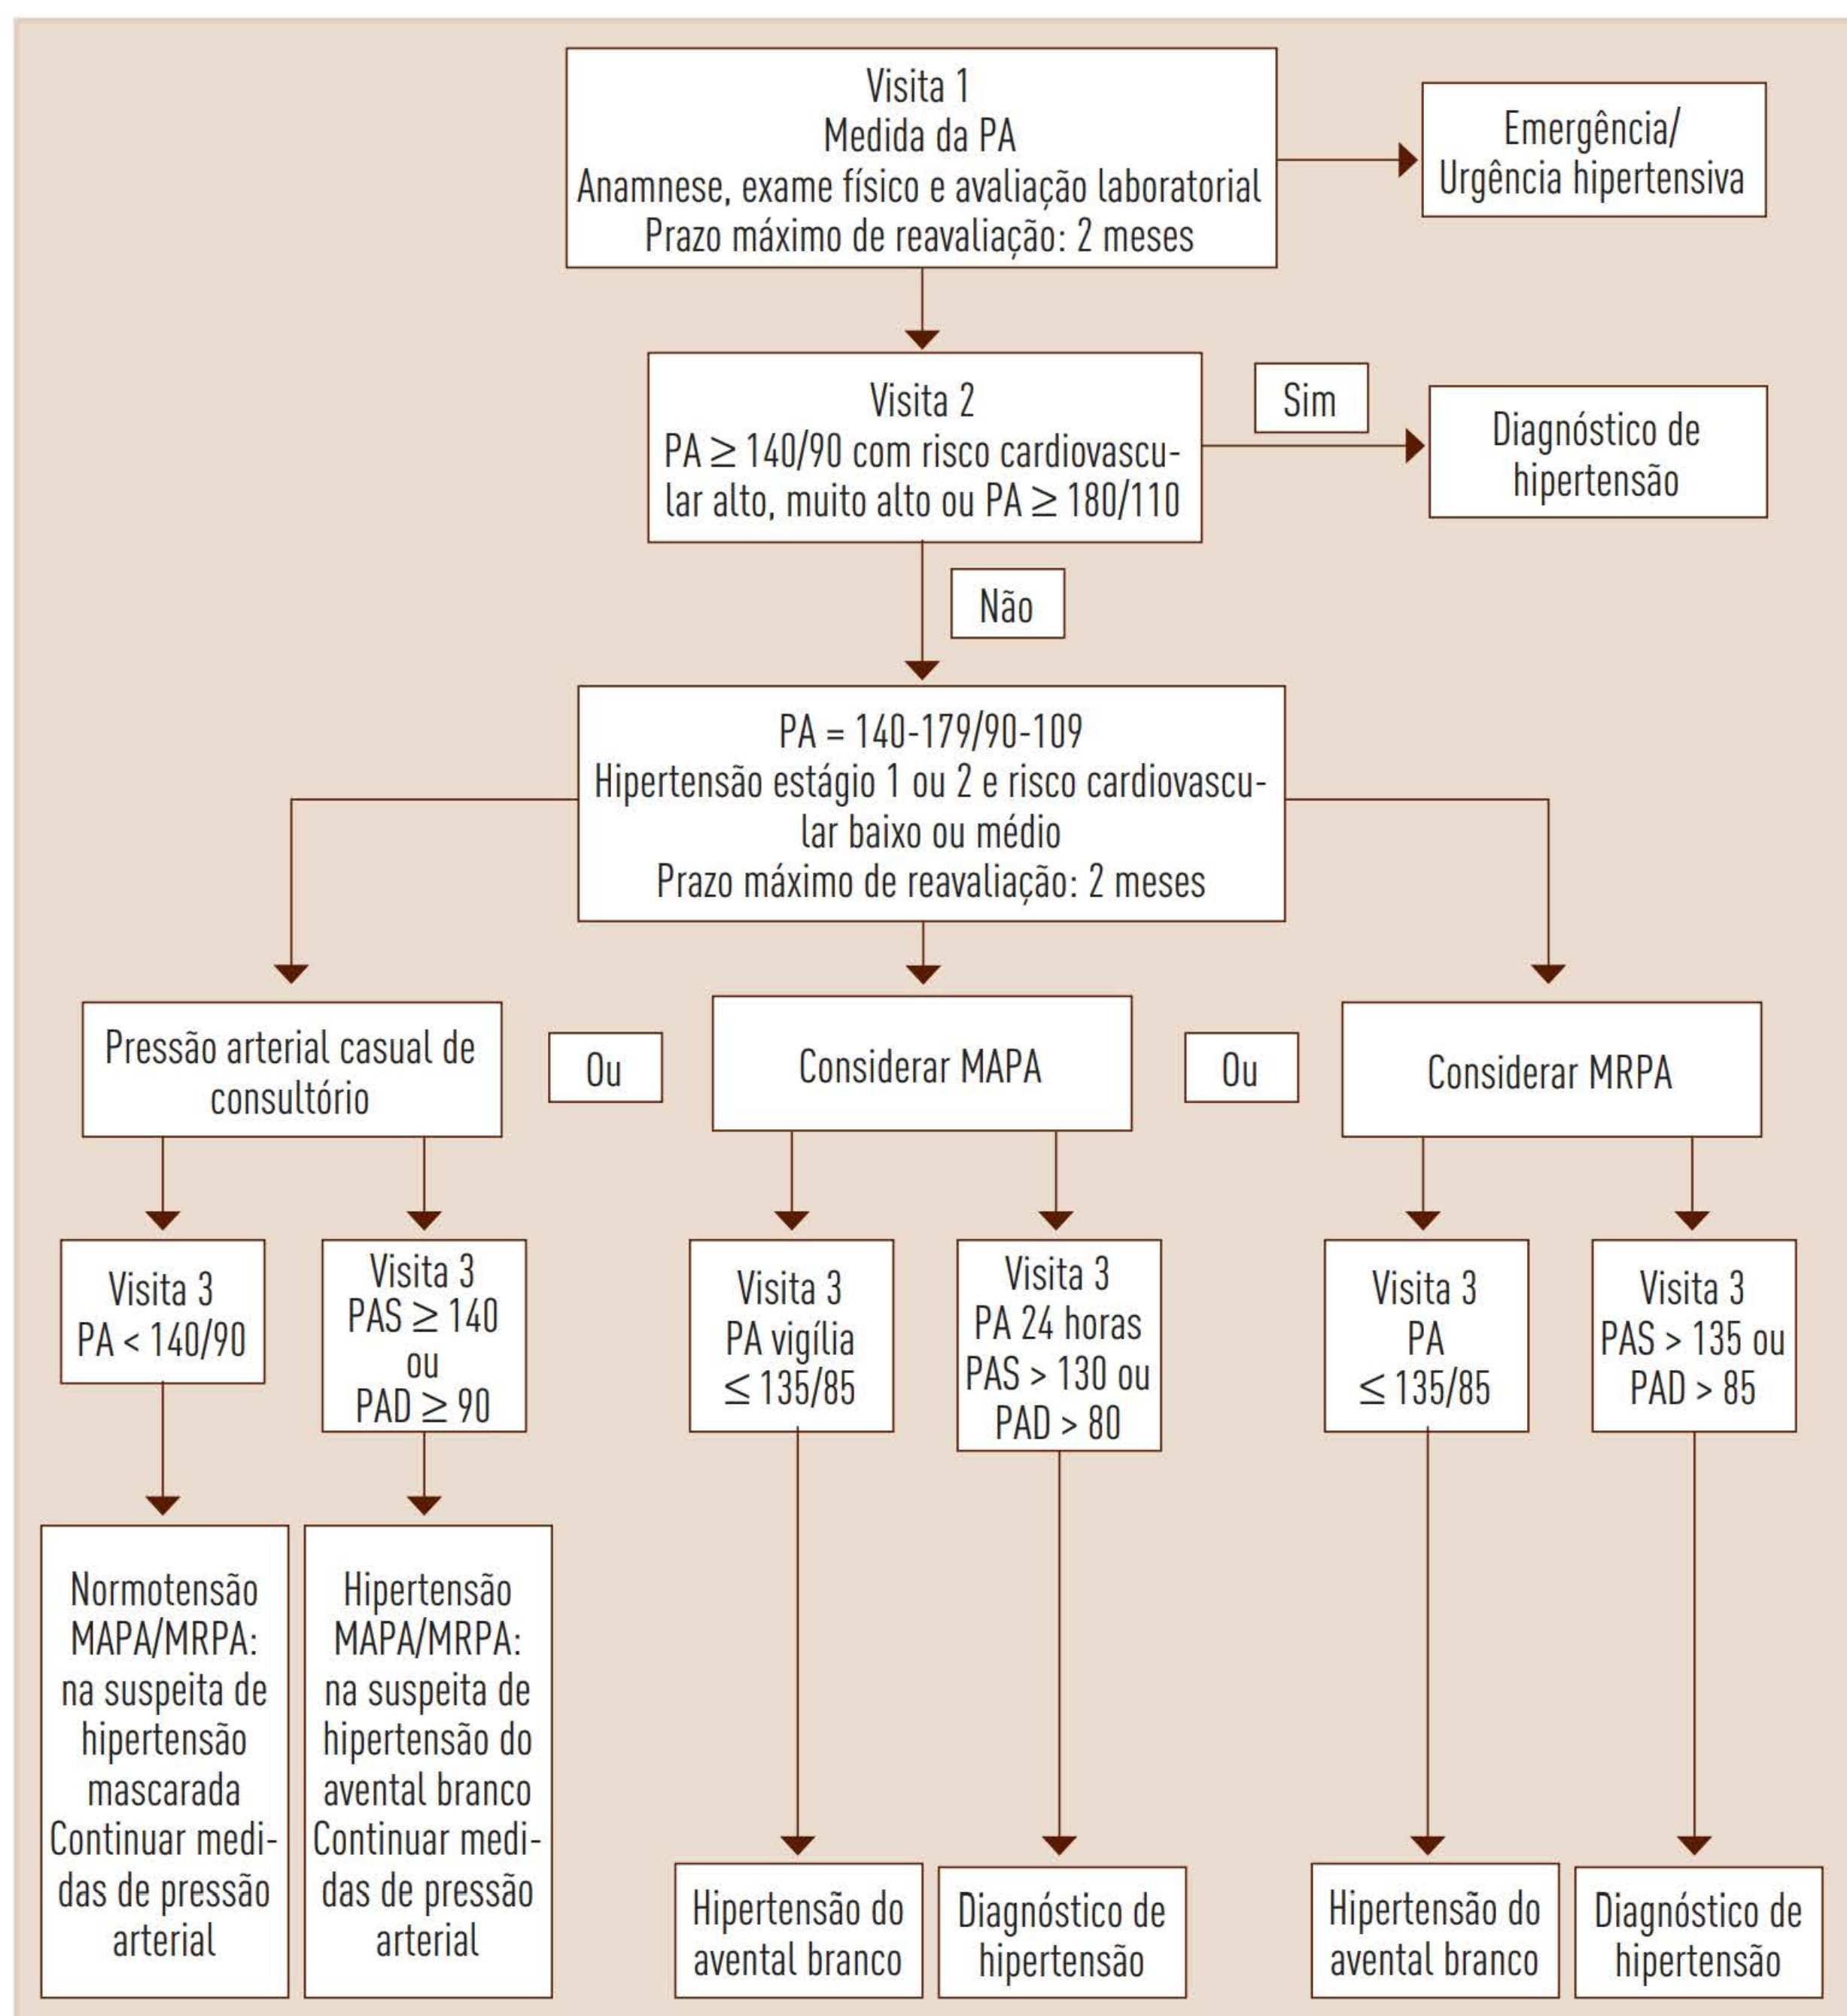 Visita 1
Medida da PA
Anamnese, exame físico e avaliação laboratorial
Prazo máximo de reavaliação: 2 meses
Emergência/
Urgência hipertensiva
Visita 2
PA ≥ 140/90 com risco cardiovascu-
lar alto, muito alto ou PA ≥ 180/110
Sim
Diagnóstico de
hipertensão
Não
PA = 140-179/90-109
Hipertensão estágio 1 ou 2 e risco cardiovascu-
lar baixo ou médio
Prazo máximo de reavaliação: 2 meses
Pressão arterial casual de
consultório
Ou
Considerar MAPA
Ou
Considerar MRPA
Visita 3
PA < 140/90
Visita 3
PAS ≥ 140
ou
PAD ≥ 90
Visita 3
PA vigília
≤ 135/85
Visita 3
PA 24 horas
PAS > 130 ou
PAD > 80
Visita 3
PA
≤ 135/85
Visita 3
PAS > 135 ou
PAD > 85
Normotensão
MAPA/MRPA:
na suspeita de
hipertensão
mascarada
Continuar medi-
das de pressão
arterial
Hipertensão
MAPA/MRPA:
na suspeita de
hipertensão do
avental branco
Continuar medi-
das de pressão
arterial
Hipertensão do
avental branco
Diagnóstico de
hipertensão
Hipertensão do
avental branco
Diagnóstico de
hipertensão